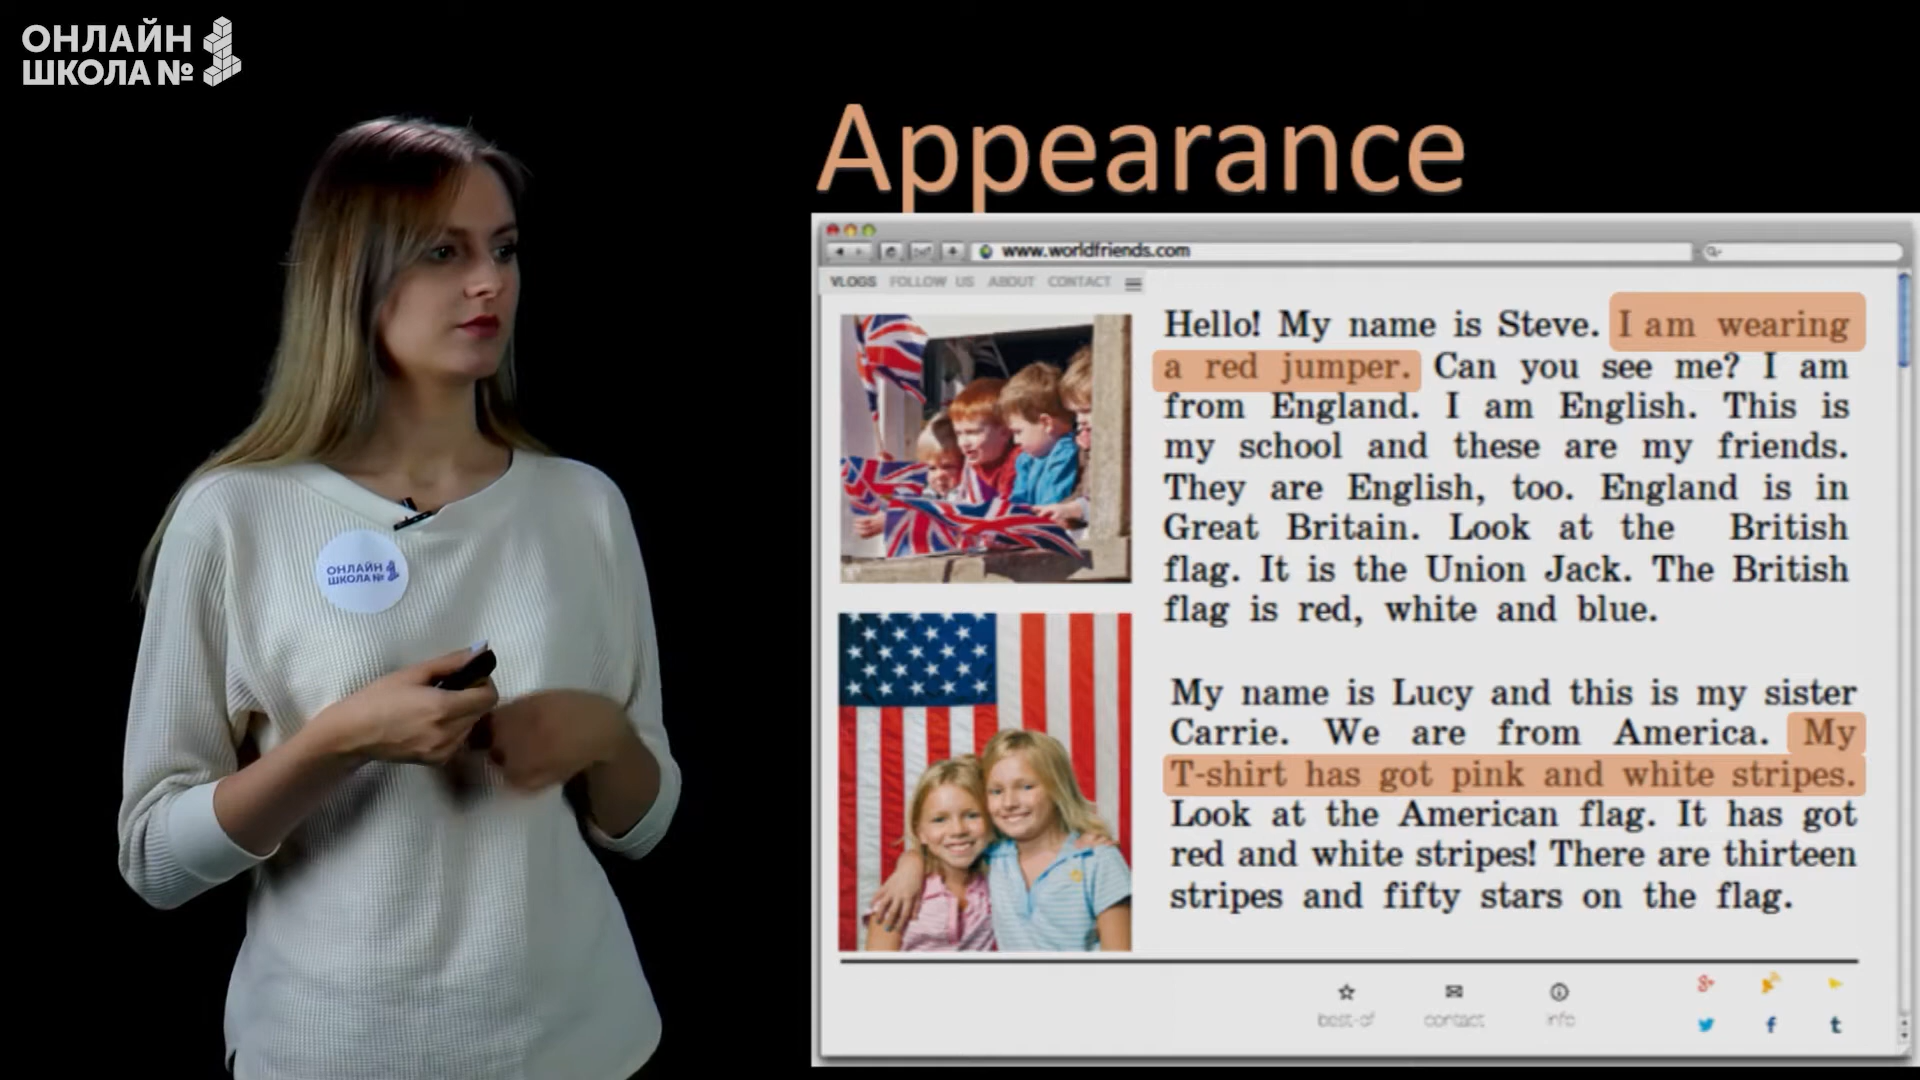 ОНЛАЙН
ШКОЛА №1
Appearance
www.worldfriends.com
VLOGS FOLLOW US ABOUT CONTACT
Hello! My name is Steve. I am wearing
a red jumper. Can you see me? I am
from England. I am English. This is
my school and these are my friends.
They are English, too. England is in
Great Britain. Look at the British
flag. It is the Union Jack. The British
flag is red, white and blue.
My name is Lucy and this is my sister
Carrie. We are from America. My
T-shirt has got pink and white stripes.
Look at the American flag. It has got
red and white stripes! There are thirteen
stripes and fifty stars on the flag.
best-of contact info
ОНЛАЙН
ШКОЛА №1